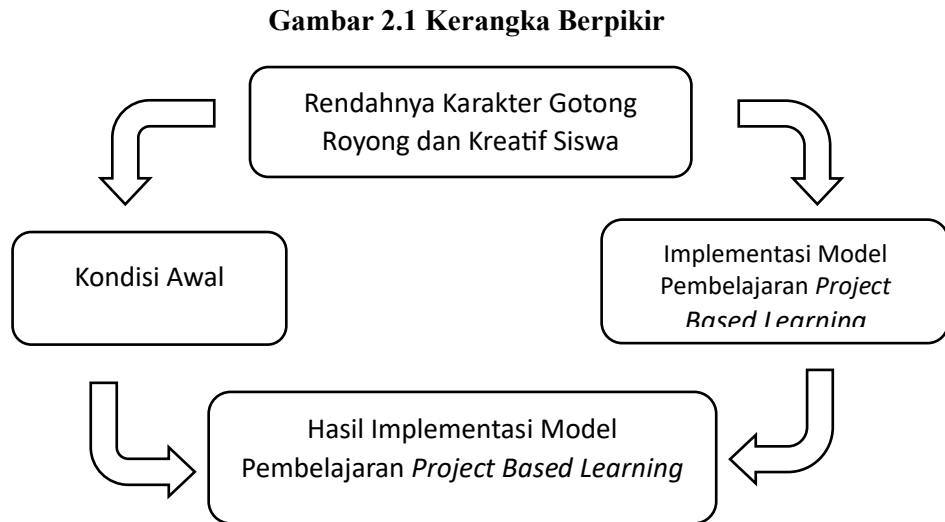 Gambar 2.1 Kerangka Berpikir
Rendahnya Karakter Gotong
Royong dan Kreatif Siswa
Kondisi Awal
Implementasi Model
Pembelajaran Project
Based Learning
Hasil Implementasi Model
Pembelajaran Project Based Learning